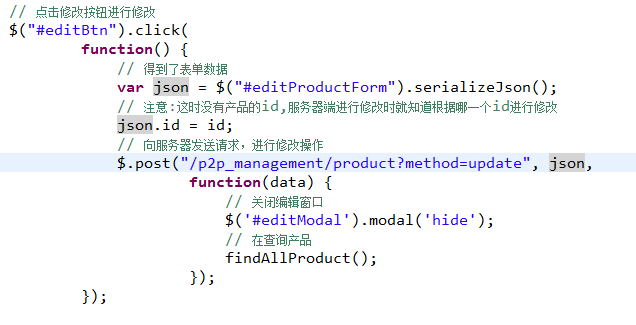 // 点击修改按钮进行修改
$("#editBtn").click(
function() {
// 得到了表单数据
var json = $("#editProductForm").serializeJson();
// 注意:这时没有产品的id,服务器端进行修改时就知道根据哪一个id进行修改
json.id = id;
// 向服务器发送请求，进行修改操作
$.post("/p2p_management/product?method=update", json,
function(data) {
// 关闭编辑窗口
$('#editModal').modal('hide');
// 在查询产品
findAllProduct();
});
});